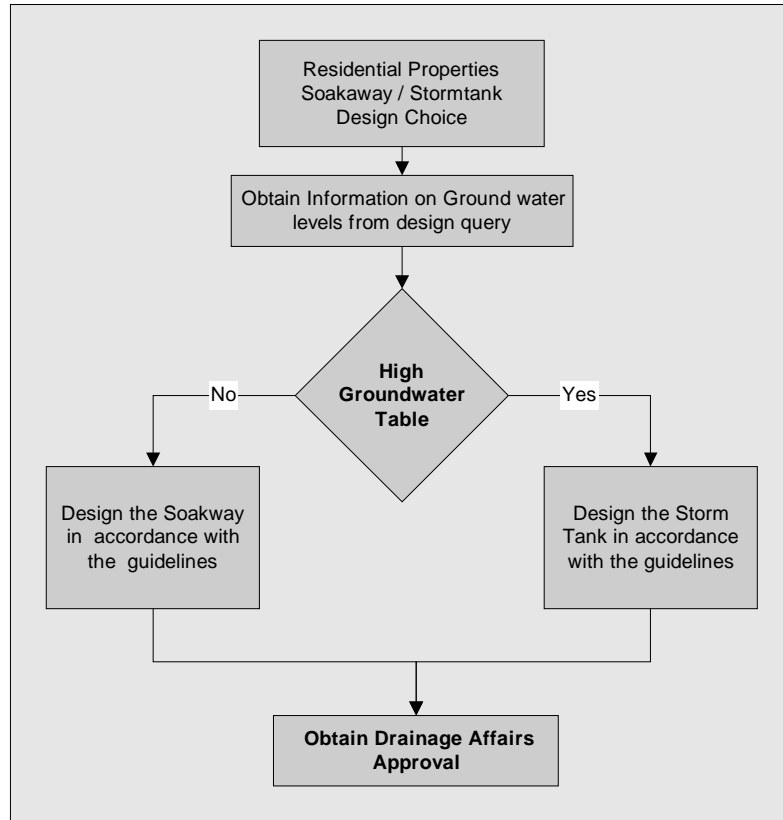 Residential Properties
Soakaway / Stormtank
Design Choice
Obtain Information on Ground water
levels from design query
High
Groundwater
Table
No
Yes
Design the Soakway
in accordance with
the guidelines
Design the Storm
Tank in accordance
with the guidelines
Obtain Drainage Affairs
Approval